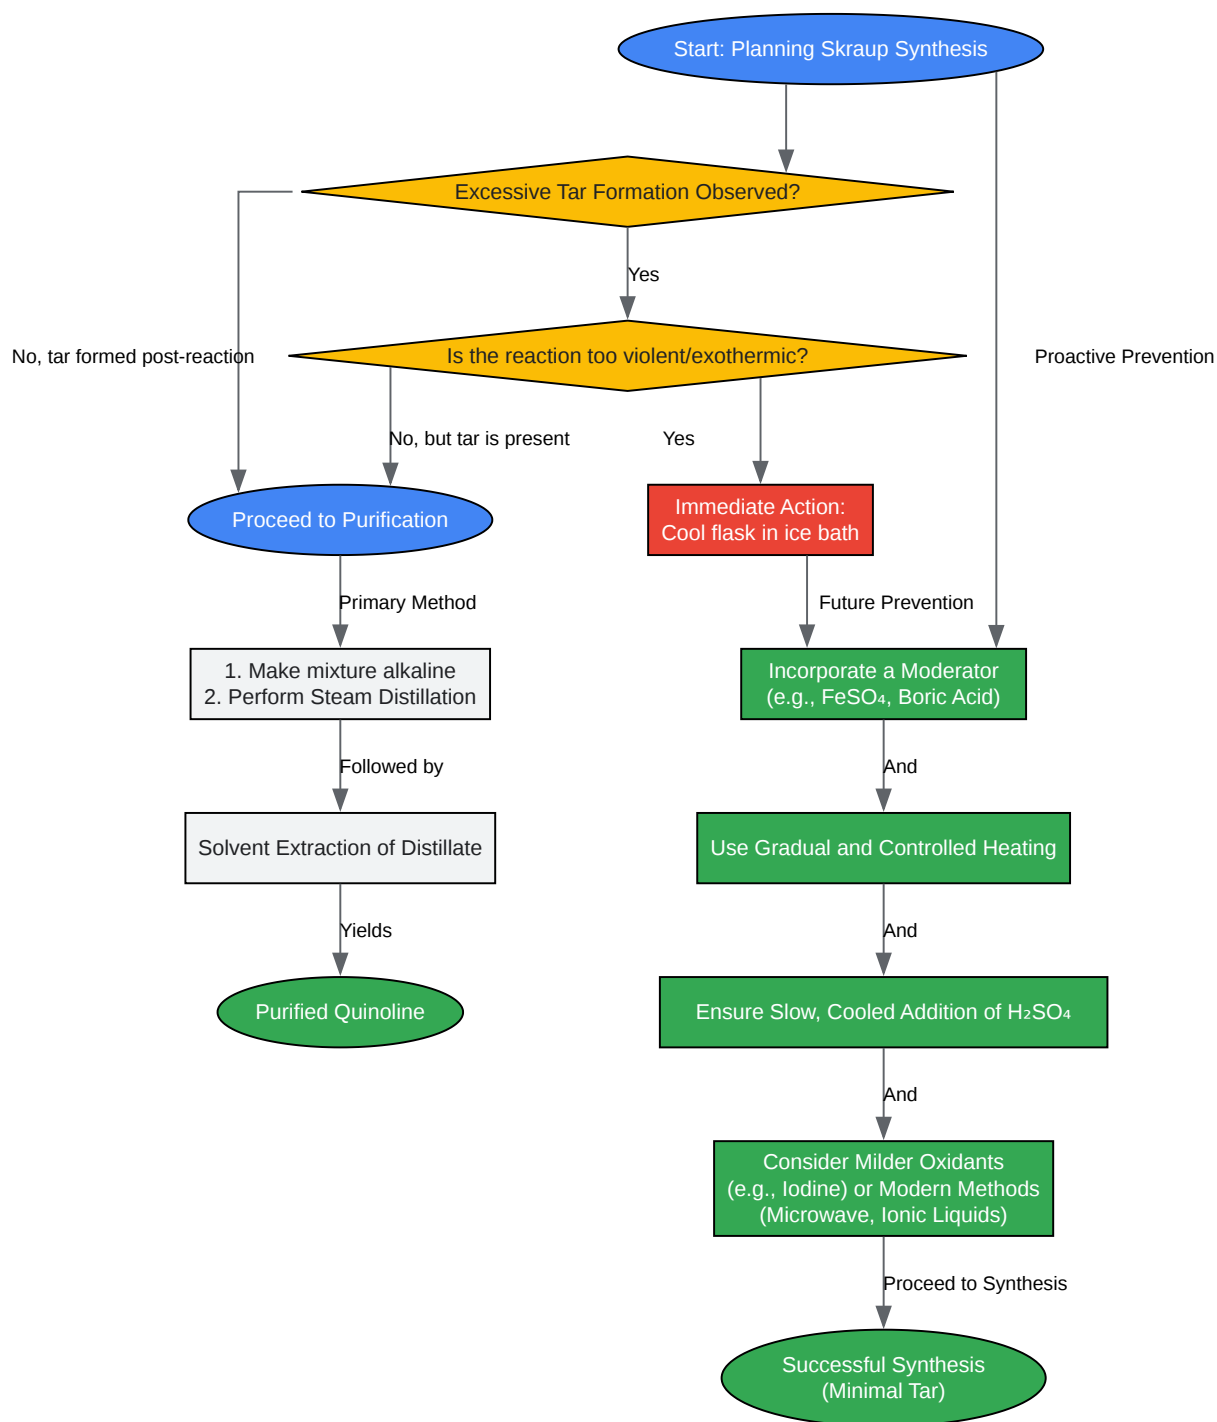 Start: Planning Skraup Synthesis
Excessive Tar Formation Observed?
Yes
No, tar formed post-reaction
Is the reaction too violent/exothermic?
Proactive Prevention
No, but tar is present
Yes
Proceed to Purification
Immediate Action:
Cool flask in ice bath
Primary Method
Future Prevention
1. Make mixture alkaline
2. Perform Steam Distillation
Incorporate a Moderator
(e.g., FeSO₄, Boric Acid)
Followed by
And
Solvent Extraction of Distillate
Use Gradual and Controlled Heating
Yields
And
Purified Quinoline
Ensure Slow, Cooled Addition of H₂SO₄
And
Consider Milder Oxidants
(e.g., Iodine) or Modern Methods
(Microwave, Ionic Liquids)
Proceed to Synthesis
Successful Synthesis
(Minimal Tar)